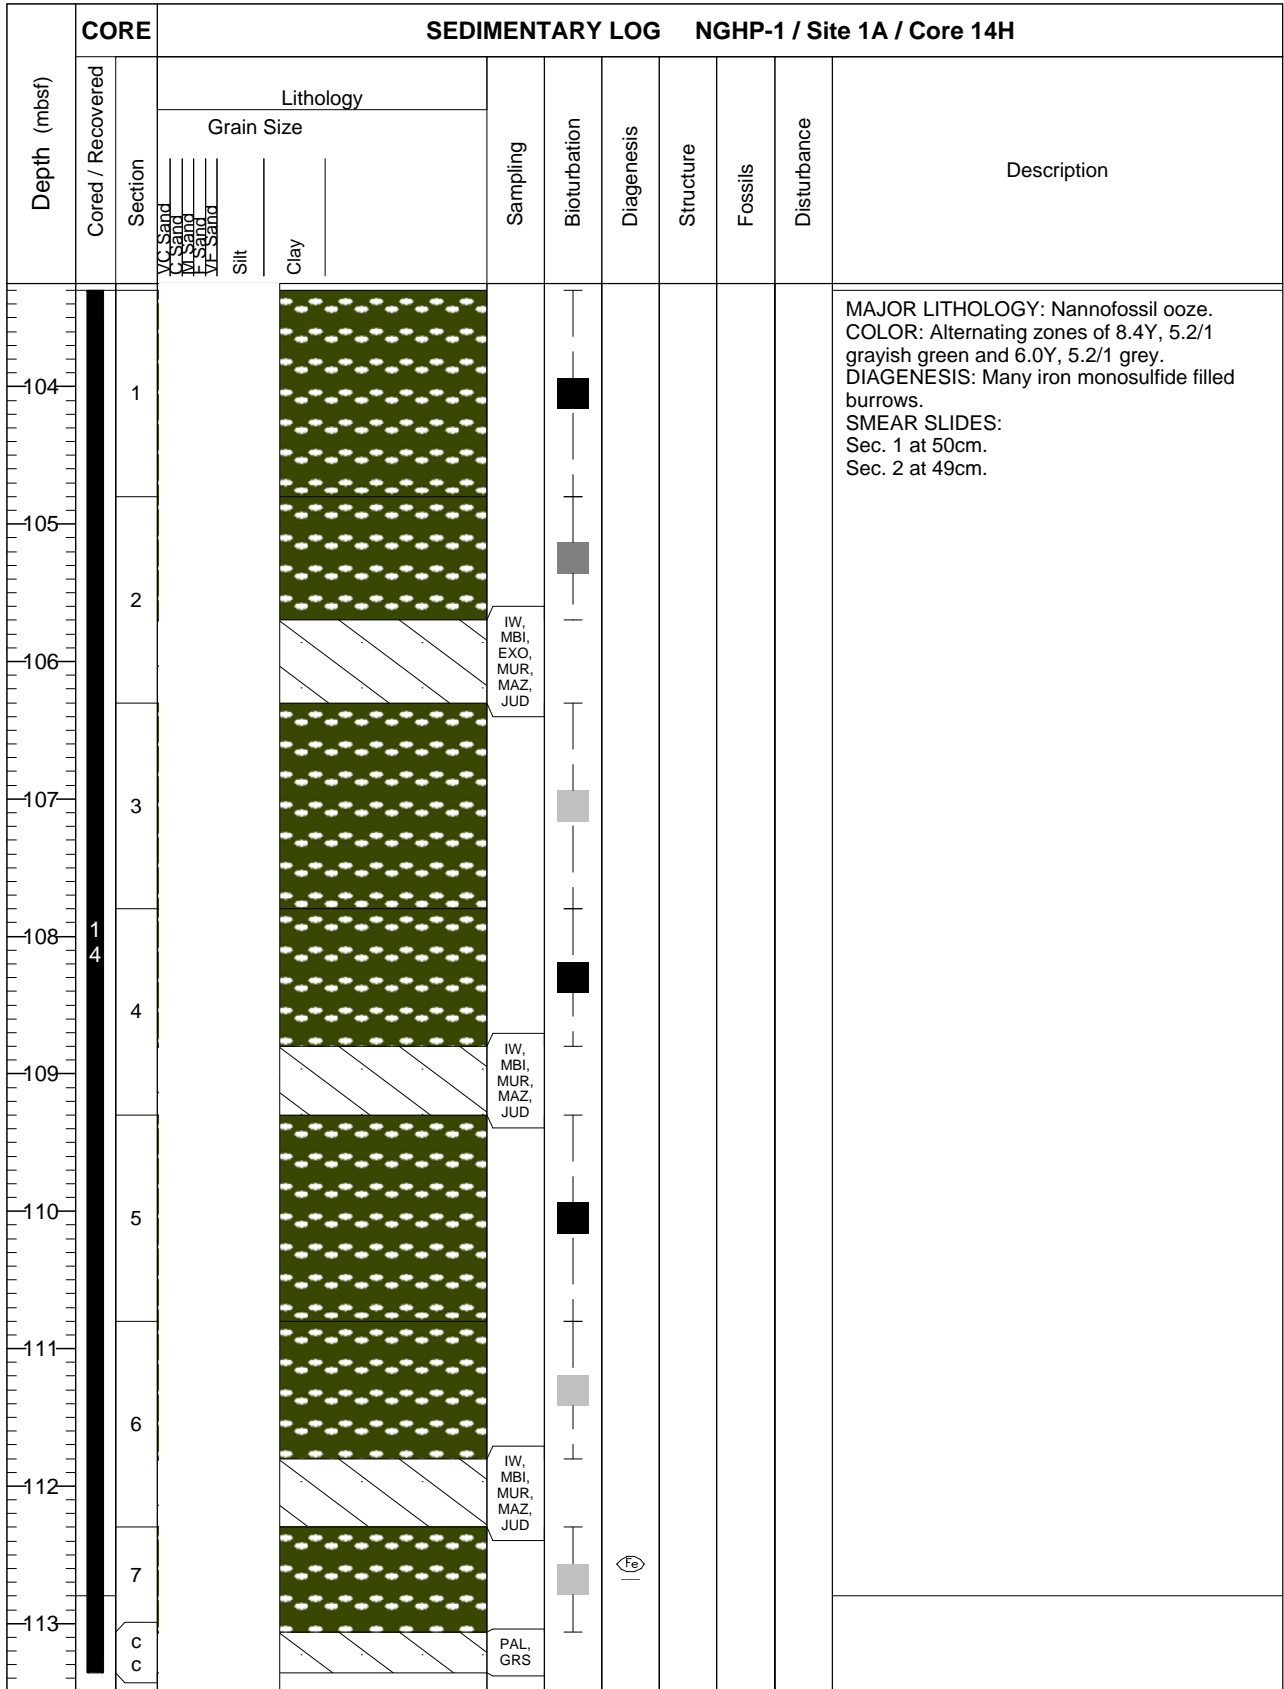 CORE
SEDIMENTARY LOG NGHP-1 / Site 1A / Core 14H
Depth (mbsf)
Cored / Recovered
Section
Lithology
Grain Size
VC Sand
C Sand
M Sand
F Sand
VF Sand
Silt
Clay
Sampling
Bioturbation
Diagenesis
Structure
Fossils
Disturbance
Description
MAJOR LITHOLOGY: Nannofossil ooze.
COLOR: Alternating zones of 8.4Y, 5.2/1
grayish green and 6.0Y, 5.2/1 grey.
DIAGENESIS: Many iron monosulfide filled
burrows.
SMEAR SLIDES:
Sec. 1 at 50cm.
Sec. 2 at 49cm.
104
1
105
2
IW,
MBI,
EXO,
MUR,
MAZ,
JUD
106
107
3
108
1
4
4
109
IW,
MBI,
MUR,
MAZ,
JUD
110
5
111
6
112
IW,
MBI,
MUR,
MAZ,
JUD
7
Fe
113
C
C
PAL,
GRS